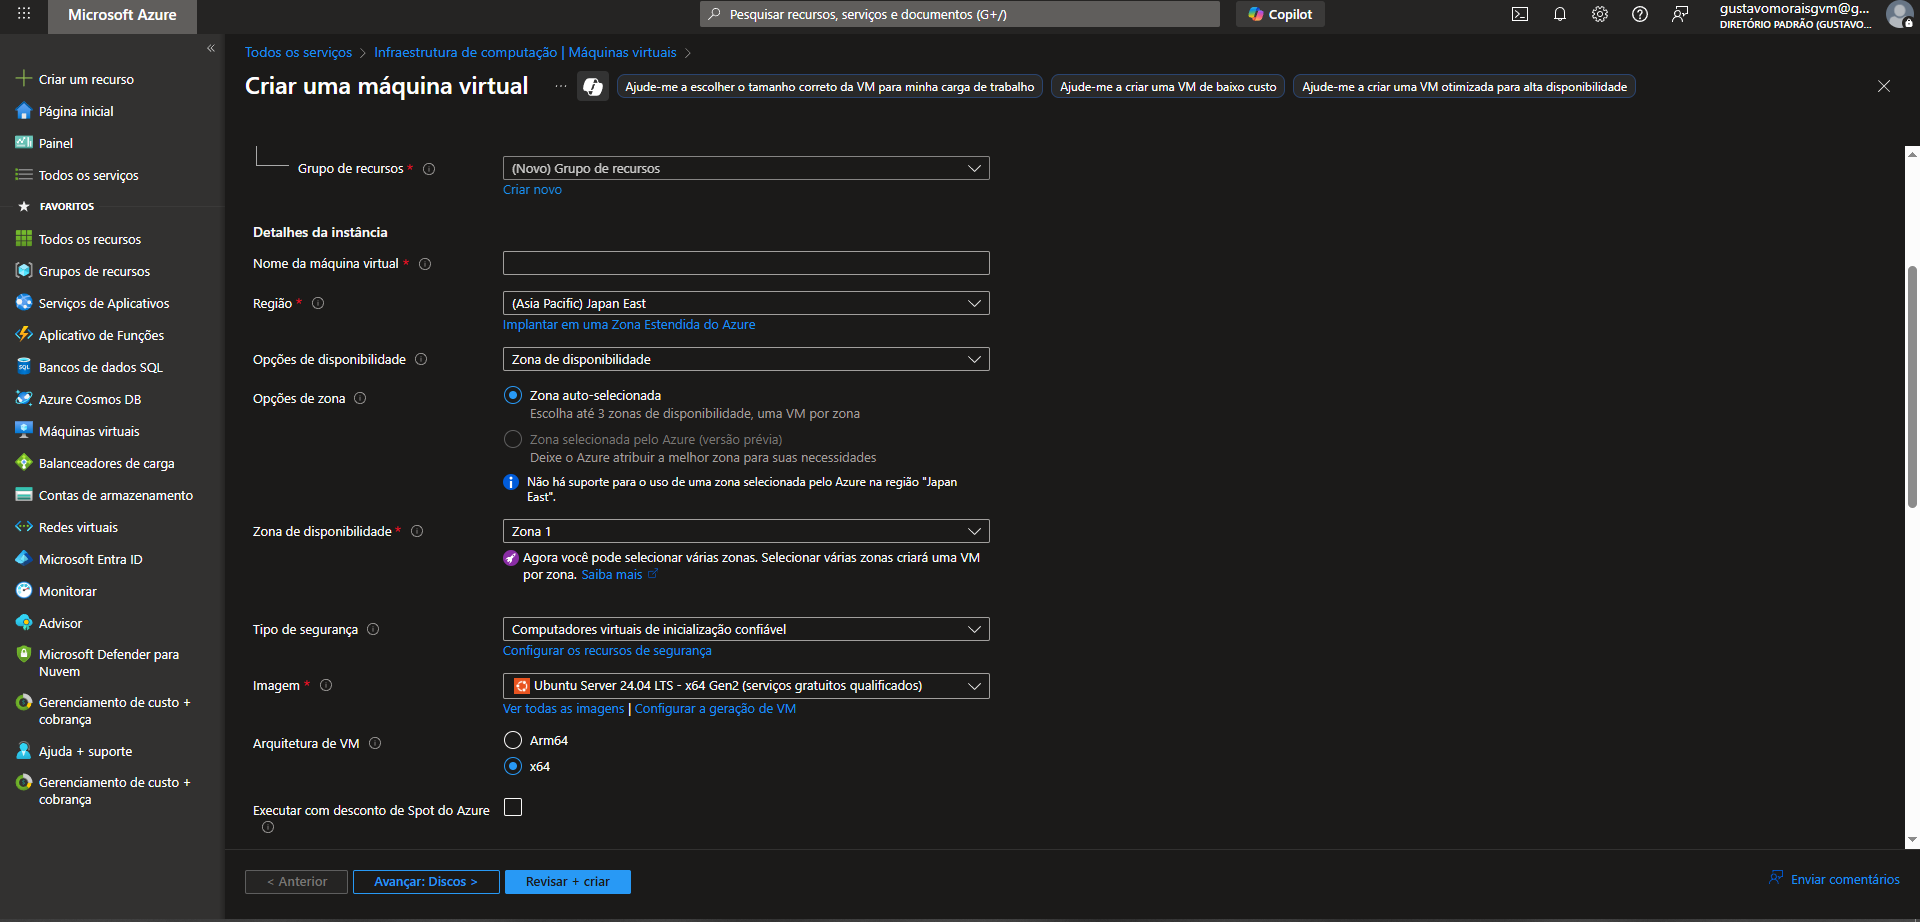 Microsoft Azure
Pesquisar recursos, serviços e documentos (G+/)
Copilot
gustavomoraisgvm@g...
DIRETÓRIO PADRÃO (GUSTAVO...
«
Criar um recurso
Página inicial
Painel
Todos os serviços
FAVORITOS
Todos os recursos
Grupos de recursos
Serviços de Aplicativos
Aplicativo de Funções
Bancos de dados SQL
Azure Cosmos DB
Máquinas virtuais
Balanceadores de carga
Contas de armazenamento
Redes virtuais
Microsoft Entra ID
Monitorar
Advisor
Microsoft Defender para
Nuvem
Gerenciamento de custo +
cobrança
Ajuda + suporte
Gerenciamento de custo +
cobrança
Todos os serviços > Infraestrutura de computação | Máquinas virtuais >
Criar uma máquina virtual ...
Ajude-me a escolher o tamanho correto da VM para minha carga de trabalho
Ajude-me a criar uma VM de baixo custo
Ajude-me a criar uma VM otimizada para alta disponibilidade
Grupo de recursos *
(Novo) Grupo de recursos
Criar novo
Detalhes da instância
Nome da máquina virtual *
Região *
(Asia Pacific) Japan East
Implantar em uma Zona Estendida do Azure
Opções de disponibilidade
Zona de disponibilidade
Opções de zona
Zona auto-selecionada
Escolha até 3 zonas de disponibilidade, uma VM por zona
Zona selecionada pelo Azure (versão prévia)
Deixe o Azure atribuir a melhor zona para suas necessidades
Não há suporte para o uso de uma zona selecionada pelo Azure na região "Japan
East".
Zona de disponibilidade *
Zona 1
Agora você pode selecionar várias zonas. Selecionar várias zonas criará uma VM
por zona. Saiba mais
Tipo de segurança
Computadores virtuais de inicialização confiável
Configurar os recursos de segurança
Imagem *
Ubuntu Server 24.04 LTS - x64 Gen2 (serviços gratuitos qualificados)
Ver todas as imagens | Configurar a geração de VM
Arquitetura de VM
Arm64
x64
Executar com desconto de Spot do Azure
< Anterior
Avançar: Discos >
Revisar + criar
Enviar comentários